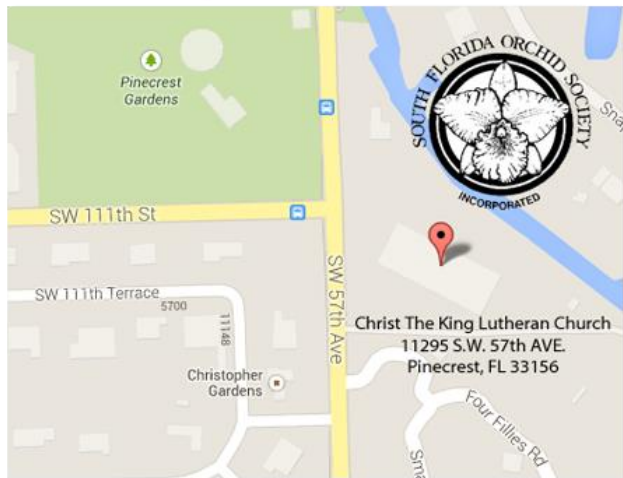 Pinecrest
Gardens
SOUTH FLORIDA ORCHID SOCIETY
INCORPORATED
SW 111th St
SW 57th Ave
SW 111th Terrace
5700
11148
Christ The King Lutheran Church
11295 S.W. 57th AVE.
Pinecrest, FL 33156
Christopher
Gardens
Four Fillies Rd